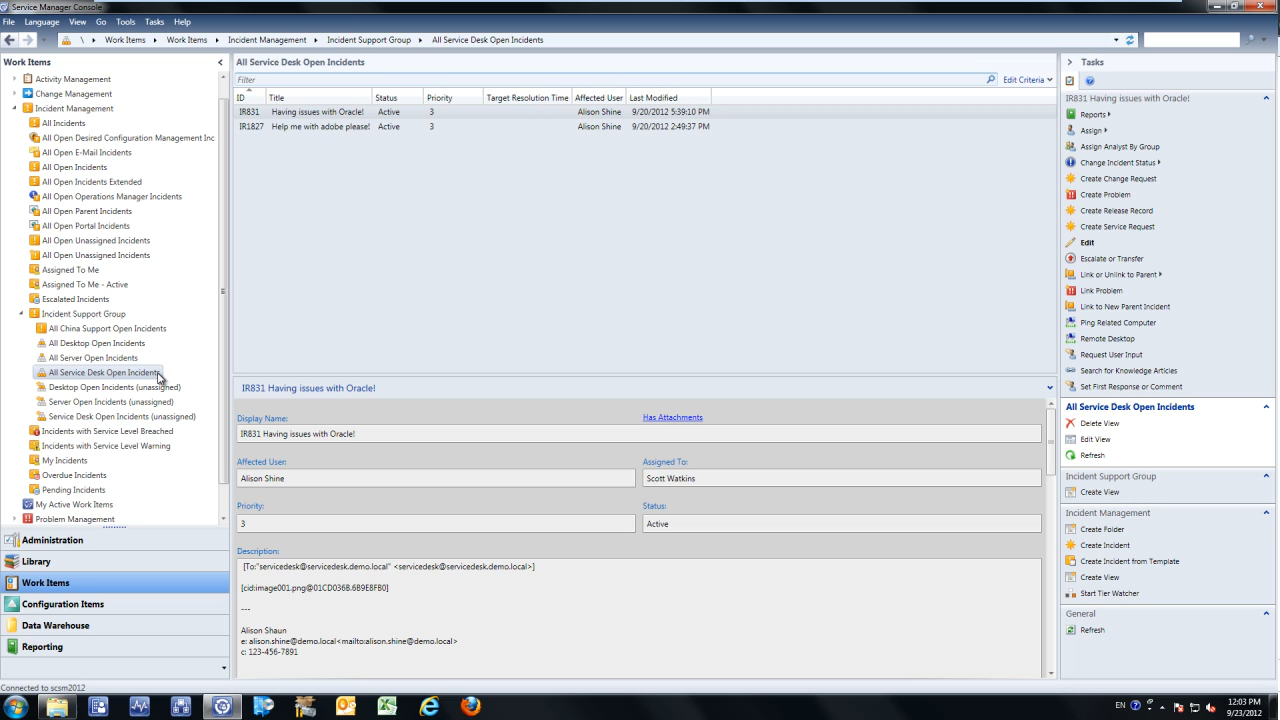 Service Manager Console
File Language View Go Tools Tasks Help
\ Work Items Work Items Incident Management Incident Support Group All Service Desk Open Incidents
Work Items
Activity Management
Change Management
Incident Management
All Incidents
All Open Desired Configuration Management Inc
All Open E-Mail Incidents
All Open Incidents
All Open Incidents Extended
All Open Operations Manager Incidents
All Open Parent Incidents
All Open Portal Incidents
All Open Unassigned Incidents
All Open Unassigned Incidents
Assigned To Me
Assigned To Me - Active
Escalated Incidents
Incident Support Group
All China Support Open Incidents
All Desktop Open Incidents
All Server Open Incidents
All Service Desk Open Incidents
Desktop Open Incidents (unassigned)
Server Open Incidents (unassigned)
Service Desk Open Incidents (unassigned)
Incidents with Service Level Breached
Incidents with Service Level Warning
My Incidents
Overdue Incidents
Pending Incidents
My Active Work Items
Problem Management
Administration
Library
Work Items
Configuration Items
Data Warehouse
Reporting
Connected to scsm2012
All Service Desk Open Incidents
Filter
Edit Criteria
ID Title Status Priority Target Resolution Time Affected User Last Modified
IR831 Having issues with Oracle! Active 3 Alison Shine 9/20/2012 5:39:10 PM
IR1827 Help me with adobe please! Active 3 Alison Shine 9/20/2012 2:49:37 PM
IR831 Having issues with Oracle!
Display Name: Has Attachments
IR831 Having issues with Oracle!
Affected User: Assigned To:
Alison Shine Scott Watkins
Priority: Status:
3 Active
Description:
[To:"servicedesk@servicedesk.demo.local" <servicedesk@servicedesk.demo.local>]
[cid:image001.png@01CD036B.6B9E8FB0]
---
Alison Shaun
e: alison.shine@demo.local<mailto:alison.shine@demo.local>
c: 123-456-7891
Tasks
IR831 Having issues with Oracle!
Reports
Assign
Assign Analyst By Group
Change Incident Status
Create Change Request
Create Problem
Create Release Record
Create Service Request
Edit
Escalate or Transfer
Link or Unlink to Parent
Link Problem
Link to New Parent Incident
Ping Related Computer
Remote Desktop
Request User Input
Search for Knowledge Articles
Set First Response or Comment
All Service Desk Open Incidents
Delete View
Edit View
Refresh
Incident Support Group
Create View
Incident Management
Create Folder
Create Incident
Create Incident from Template
Create View
Start Tier Watcher
General
Refresh
EN
12:03 PM
9/23/2012